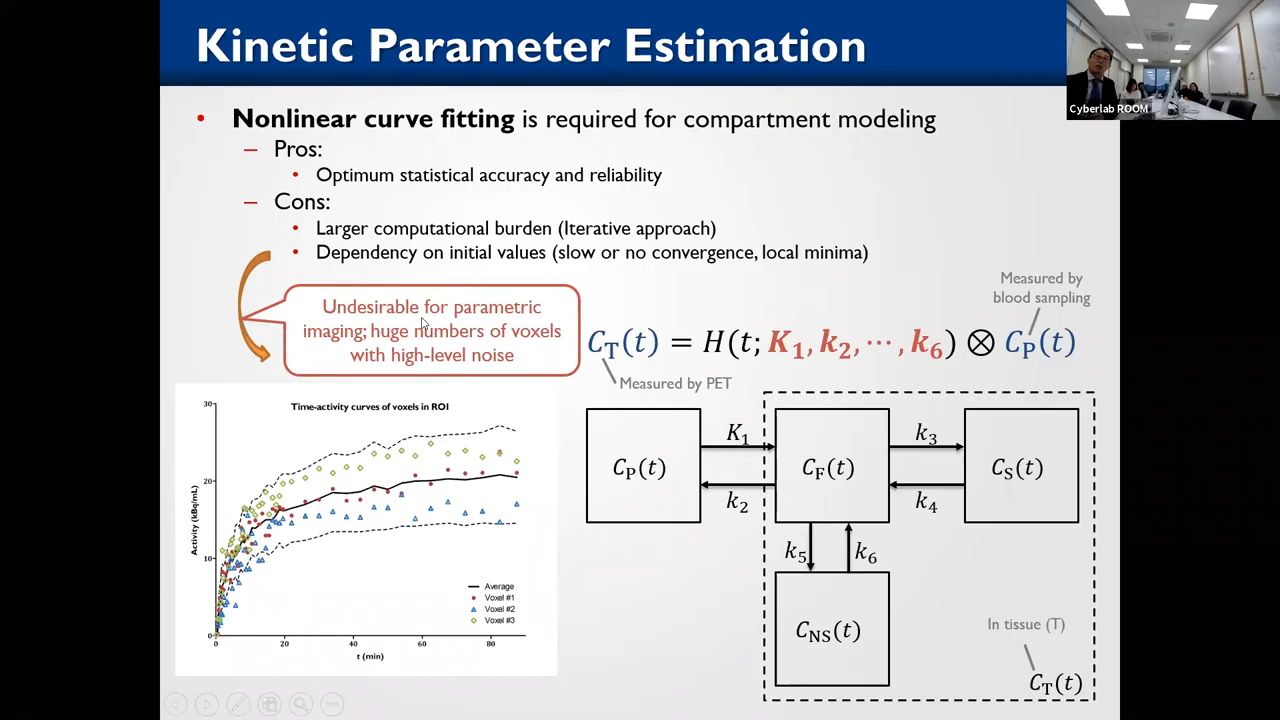 Kinetic Parameter Estimation
Cyberlab ROOM
• Nonlinear curve fitting is required for compartment modeling
– Pros:
• Optimum statistical accuracy and reliability
– Cons:
• Larger computational burden (Iterative approach)
• Dependency on initial values (slow or no convergence, local minima)
Undesirable for parametric
imaging; huge numbers of voxels
with high-level noise
Measured by
blood sampling
C_T(t) = H(t; K_1, k_2, ⋯, k_6) ⊗ C_P(t)
Measured by PET
Time-activity curves of voxels in ROI
Activity (kBq/mL)
30
20
10
0
0 20 40 60 80
t (min)
Average
Voxel #1
Voxel #2
Voxel #3
C_P(t)
K_1
k_2
C_F(t)
k_3
k_4
C_S(t)
k_5
k_6
C_NS(t)
In tissue (T)
C_T(t)